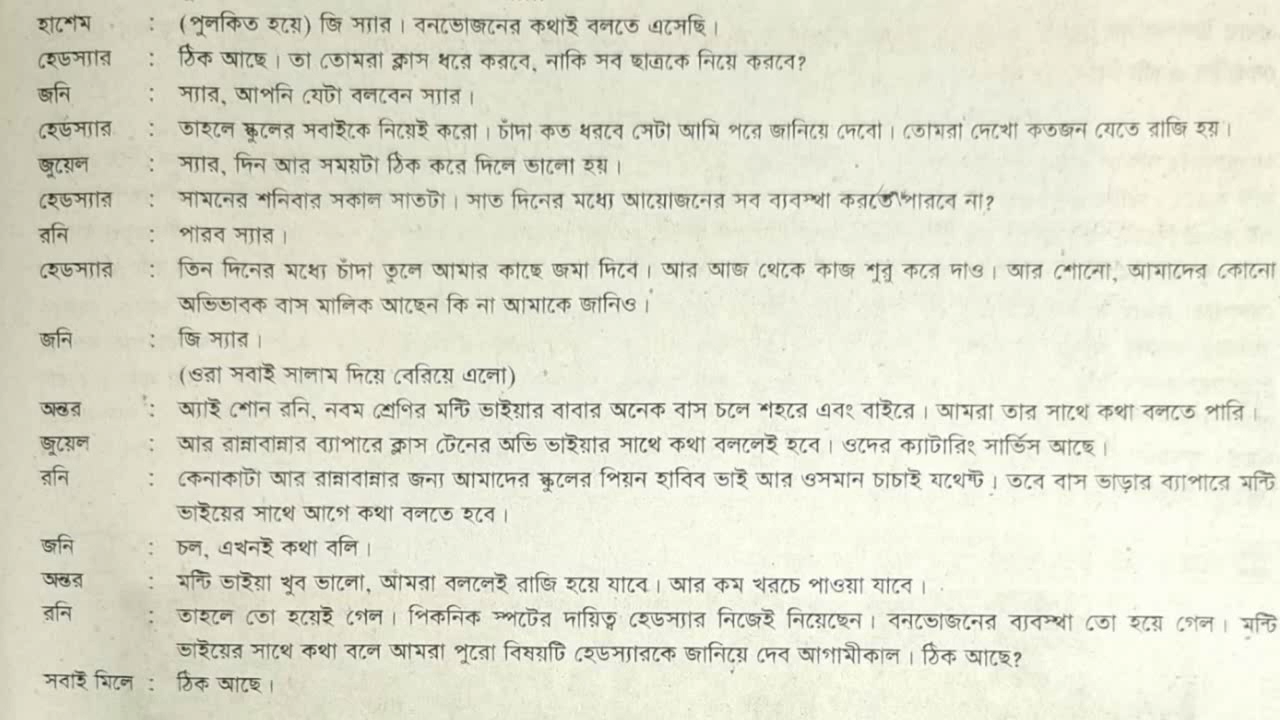 হাশেম : (পুলকিত হয়ে) জি স্যার। বনভোজনের কথাই বলতে এসেছি।
হেডস্যার : ঠিক আছে। তা তোমরা ক্লাস ধরে করবে, নাকি সব ছাত্রকে নিয়ে করবে?
জনি : স্যার, আপনি যেটা বলবেন স্যার।
হেডস্যার : তাহলে স্কুলের সবাইকে নিয়েই করো। চাঁদা কত ধরবে সেটা আমি পরে জানিয়ে দেবো। তোমরা দেখো কতজন যেতে রাজি হয়।
জুয়েল : স্যার, দিন আর সময়টা ঠিক করে দিলে ভালো হয়।
হেডস্যার : সামনের শনিবার সকাল সাতটা। সাত দিনের মধ্যে আয়োজনের সব ব্যবস্থা করতে পারবে না?
রনি : পারব স্যার।
হেডস্যার : তিন দিনের মধ্যে চাঁদা তুলে আমার কাছে জমা দিবে। আর আজ থেকে কাজ শুরু করে দাও। আর শোনো, আমাদের কোনো
অভিভাবক বাস মালিক আছেন কি না আমাকে জানিও।
জনি : জি স্যার।
(ওরা সবাই সালাম দিয়ে বেরিয়ে এলো)
অন্তর : অ্যাই শোন রনি, নবম শ্রেণির মন্টি ভাইয়ার বাবার অনেক বাস চলে শহরে এবং বাইরে। আমরা তার সাথে কথা বলতে পারি।
জুয়েল : আর রান্নাবান্নার ব্যাপারে ক্লাস টেনের অভি ভাইয়ার সাথে কথা বললেই হবে। ওদের ক্যাটারিং সার্ভিস আছে।
রনি : কেনাকাটা আর রান্নাবান্নার জন্য আমাদের স্কুলের পিয়ন হাবিব ভাই আর ওসমান চাচাই যথেষ্ট। তবে বাস ভাড়ার ব্যাপারে মন্টি
ভাইয়ের সাথে আগে কথা বলতে হবে।
জনি : চল, এখনই কথা বলি।
অন্তর : মন্টি ভাইয়া খুব ভালো, আমরা বললেই রাজি হয়ে যাবে। আর কম খরচে পাওয়া যাবে।
রনি : তাহলে তো হয়েই গেল। পিকনিক স্পটের দায়িত্ব হেডস্যার নিজেই নিয়েছেন। বনভোজনের ব্যবস্থা তো হয়ে গেল। মন্টি
ভাইয়ের সাথে কথা বলে আমরা পুরো বিষয়টি হেডস্যারকে জানিয়ে দেব আগামীকাল। ঠিক আছে?
সবাই মিলে : ঠিক আছে।